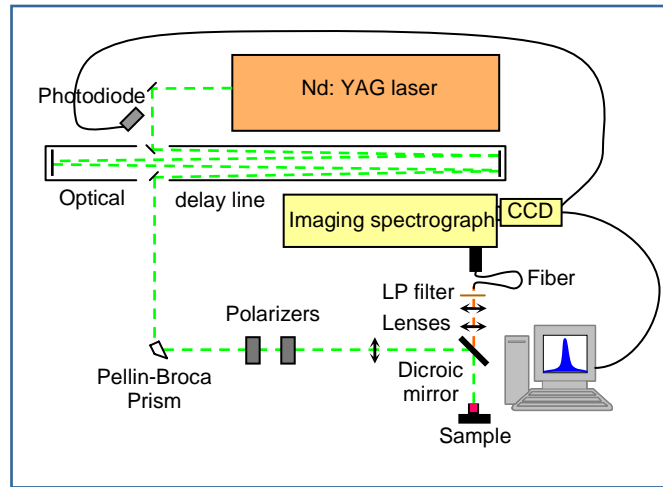 Nd: YAG laser
Photodiode
Optical
delay line
Imaging spectrograph
CCD
Fiber
LP filter
Lenses
Polarizers
Dicroic
mirror
Pellin-Broca
Prism
Sample